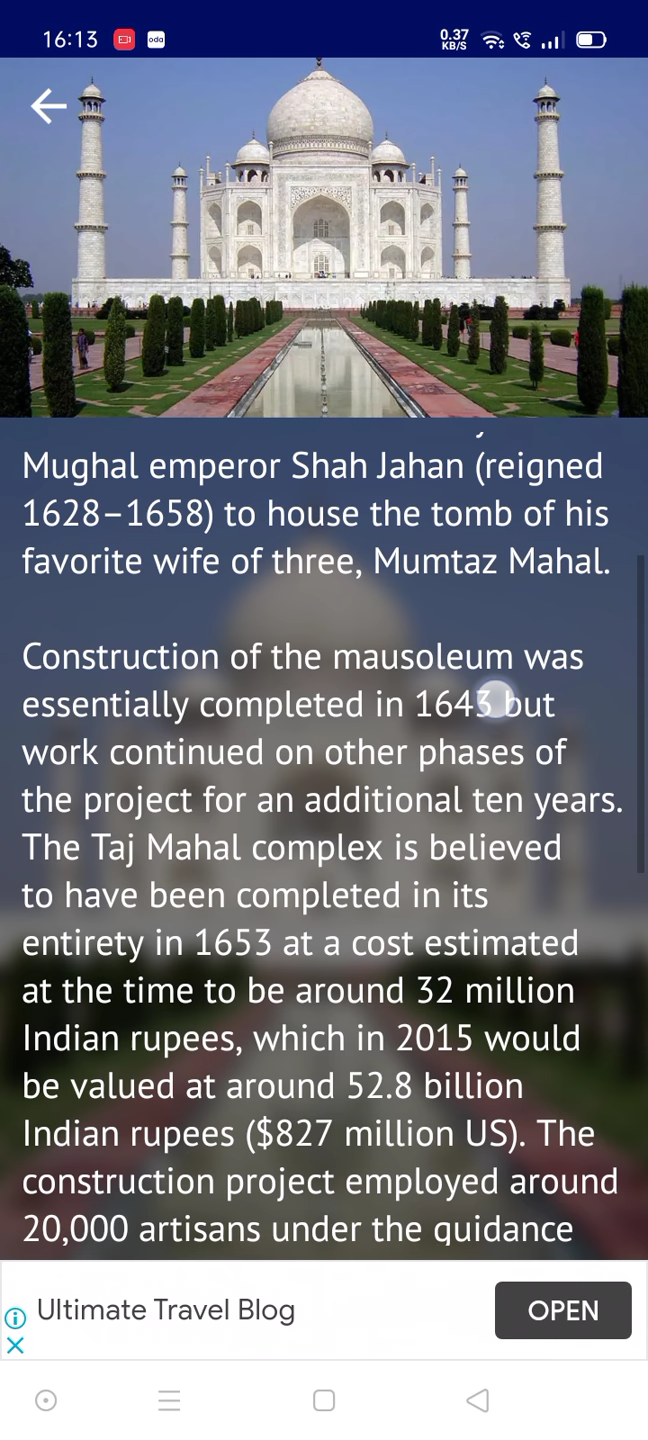 16:13
oda
0.37
KB/S
Mughal emperor Shah Jahan (reigned
1628–1658) to house the tomb of his
favorite wife of three, Mumtaz Mahal.
Construction of the mausoleum was
essentially completed in 1643 but
work continued on other phases of
the project for an additional ten years.
The Taj Mahal complex is believed
to have been completed in its
entirety in 1653 at a cost estimated
at the time to be around 32 million
Indian rupees, which in 2015 would
be valued at around 52.8 billion
Indian rupees ($827 million US). The
construction project employed around
20,000 artisans under the guidance
Ultimate Travel Blog
OPEN